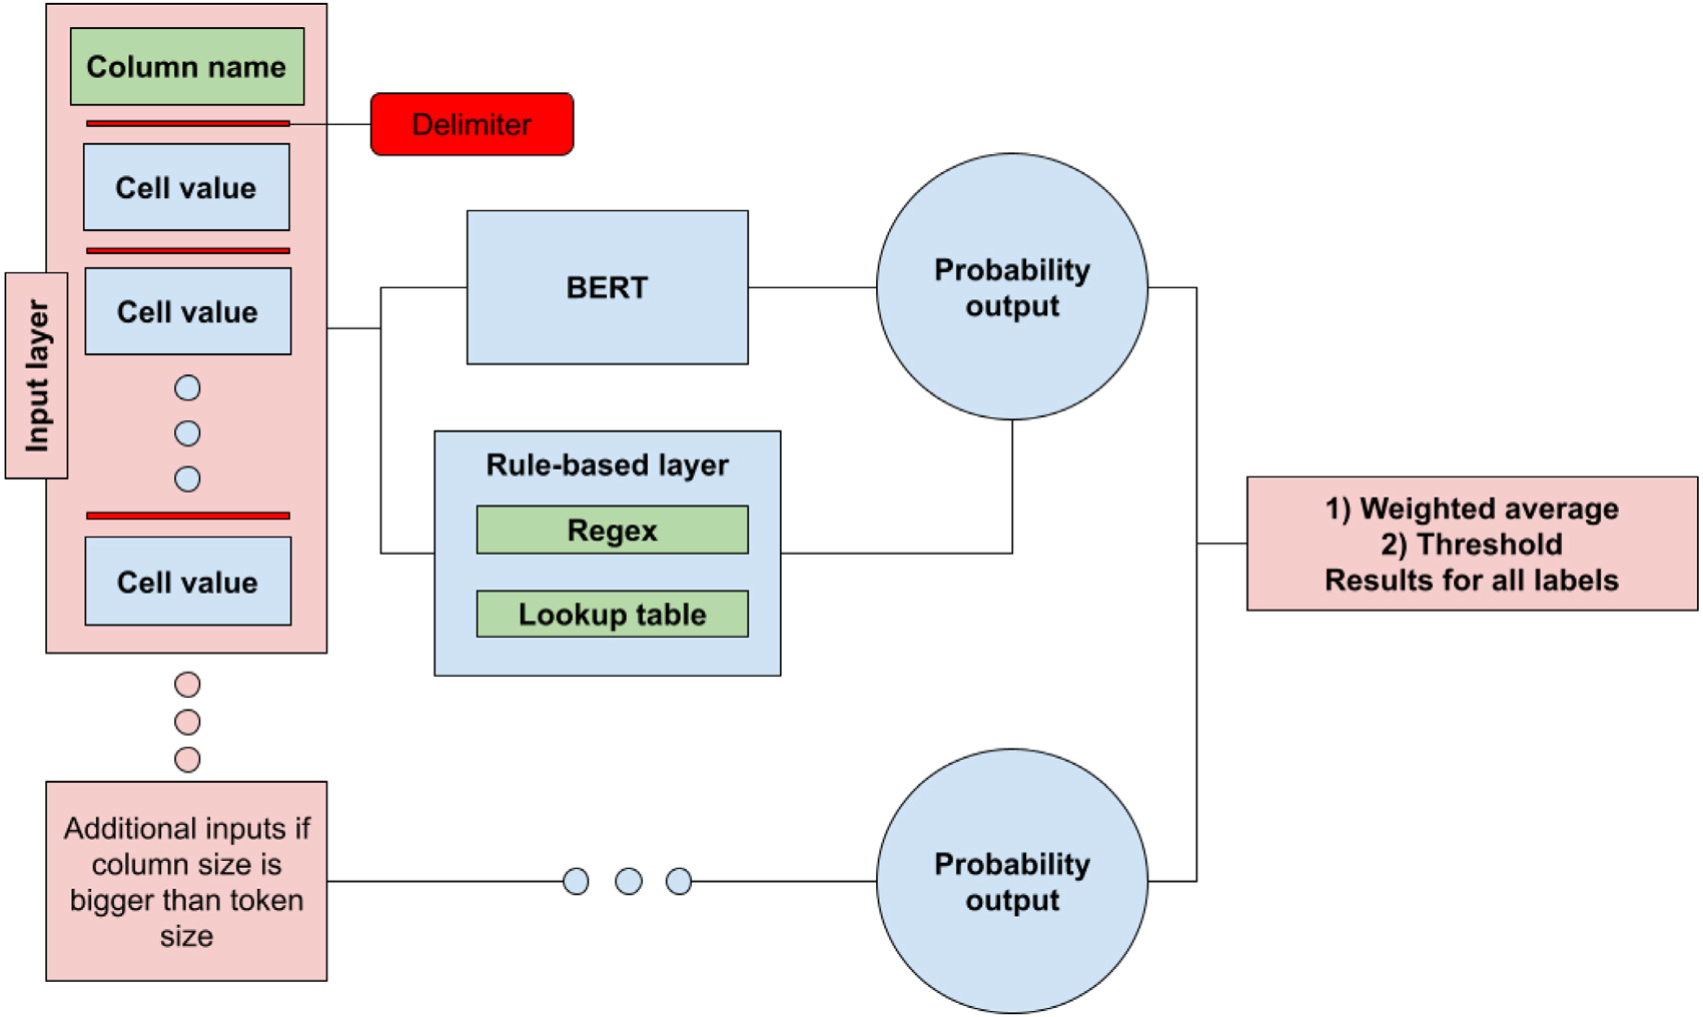 Column name
Delimiter
Cell value
Cell value
Input layer
Cell value
BERT
Probability
output
Rule-based layer
Regex
Lookup table
1) Weighted average
2) Threshold
Results for all labels
Additional inputs if
column size is
bigger than token
size
Probability
output